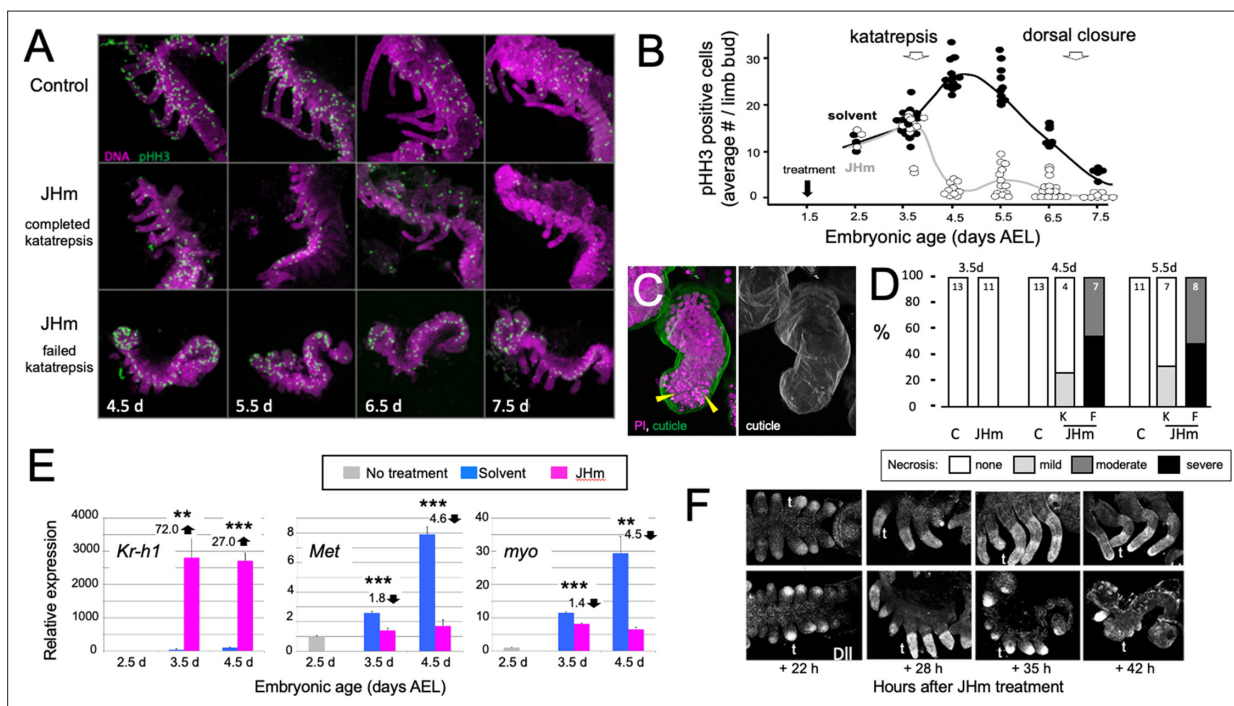 A
Control
DNA
pHH3
JHm
completed
katatrepsis
JHm
failed
katatrepsis
4.5 d
5.5 d
6.5 d
7.5 d
B
katatrepsis
dorsal closure
pHH3 positive cells
(average # / limb bud)
30
20
10
0
solvent
JHm
treatment
1.5
2.5
3.5
4.5
5.5
6.5
7.5
Embryonic age (days AEL)
C
PI, cuticle
cuticle
D
3.5d
4.5d
5.5d
100
80
60
40
20
0
%
13
11
13
4
7
11
7
8
K
F
K
F
C
JHm
C
JHm
C
JHm
Necrosis:
none
mild
moderate
severe
E
No treatment
Solvent
JHm
Relative expression
4000
3000
2000
1000
0
Kr-h1
**
72.0
***
27.0
2.5 d
3.5 d
4.5 d
10
8
6
4
2
0
Met
***
1.8
***
4.6
2.5 d
3.5 d
4.5 d
40
30
20
10
0
myo
***
1.4
**
4.5
2.5 d
3.5 d
4.5 d
Embryonic age (days AEL)
F
t
t
t
t
t
t
t
t
Dll
+ 22 h
+ 28 h
+ 35 h
+ 42 h
Hours after JHm treatment